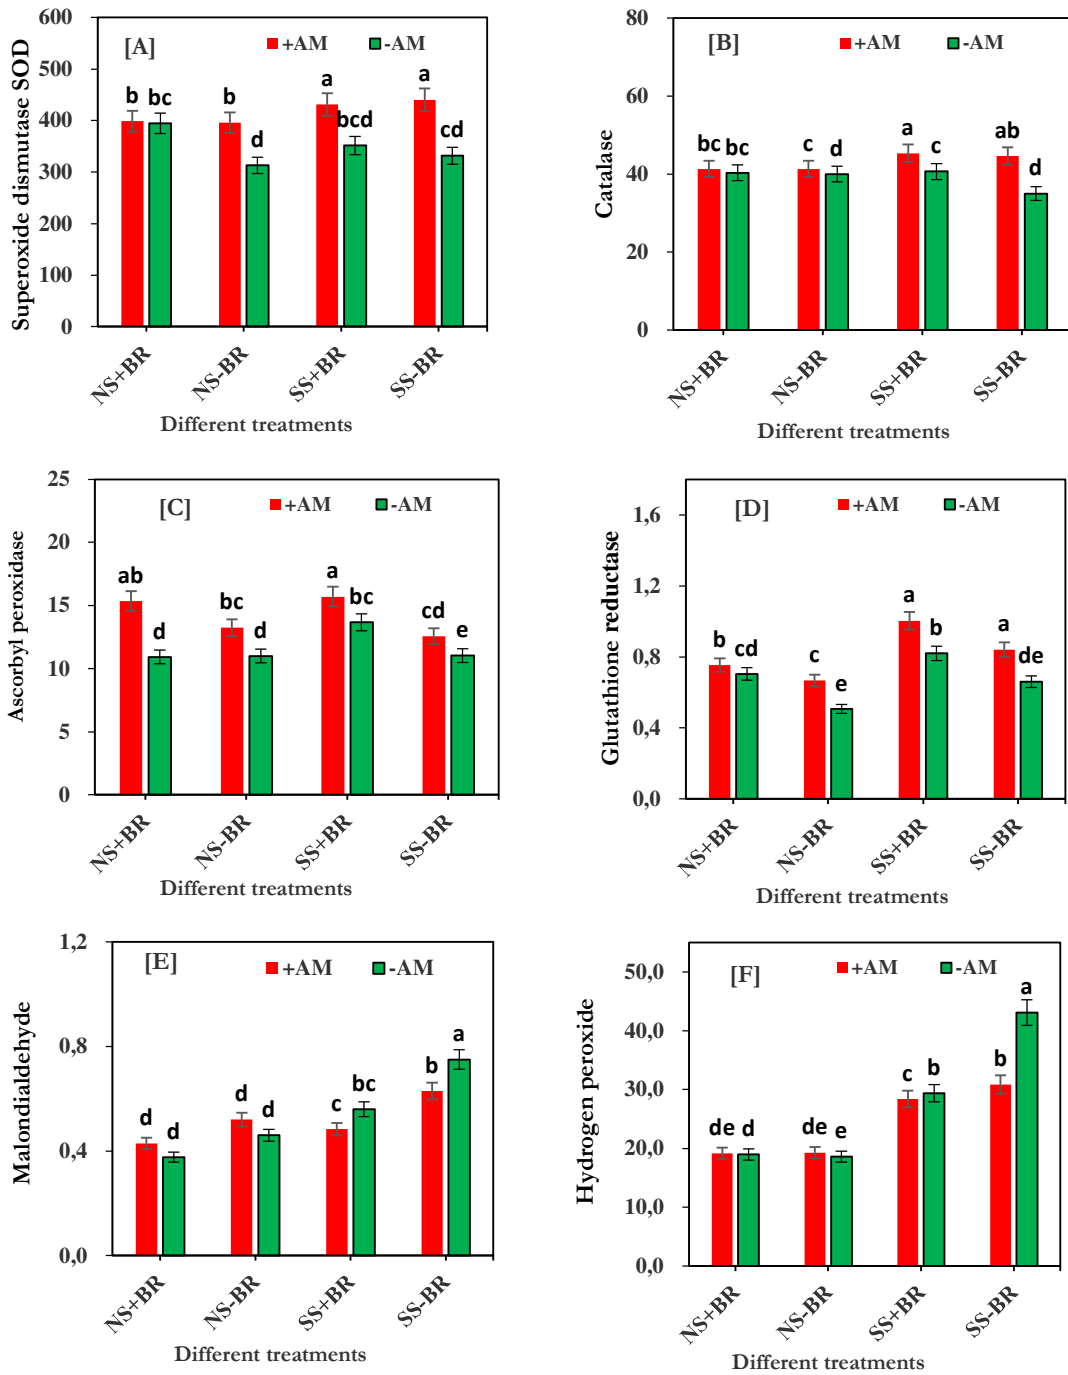 Superoxide dismutase SOD
600
500
400
300
200
100
0
[A]
+AM -AM
b bc b d a bcd a cd
NS+BR NS-BR SS+BR SS-BR
Different treatments
Catalase
80
60
40
20
0
[B]
+AM -AM
bc bc c d a c ab d
NS+BR NS-BR SS+BR SS-BR
Different treatments
Ascorbyl peroxidase
25
20
15
10
5
0
[C]
+AM -AM
ab d bc d a bc cd e
NS+BR NS-BR SS+BR SS-BR
Different treatments
Glutathione reductase
1,6
1,2
0,8
0,4
0,0
[D]
+AM -AM
b cd c e a b a de
NS+BR NS-BR SS+BR SS-BR
Different treatments
Malondialdehyde
1,2
0,8
0,4
0,0
[E]
+AM -AM
d d d d c bc b a
NS+BR NS-BR SS+BR SS-BR
Different treatments
Hydrogen peroxide
50,0
40,0
30,0
20,0
10,0
0,0
[F]
+AM -AM
de d de e c b b a
NS+BR NS-BR SS+BR SS-BR
Different treatments